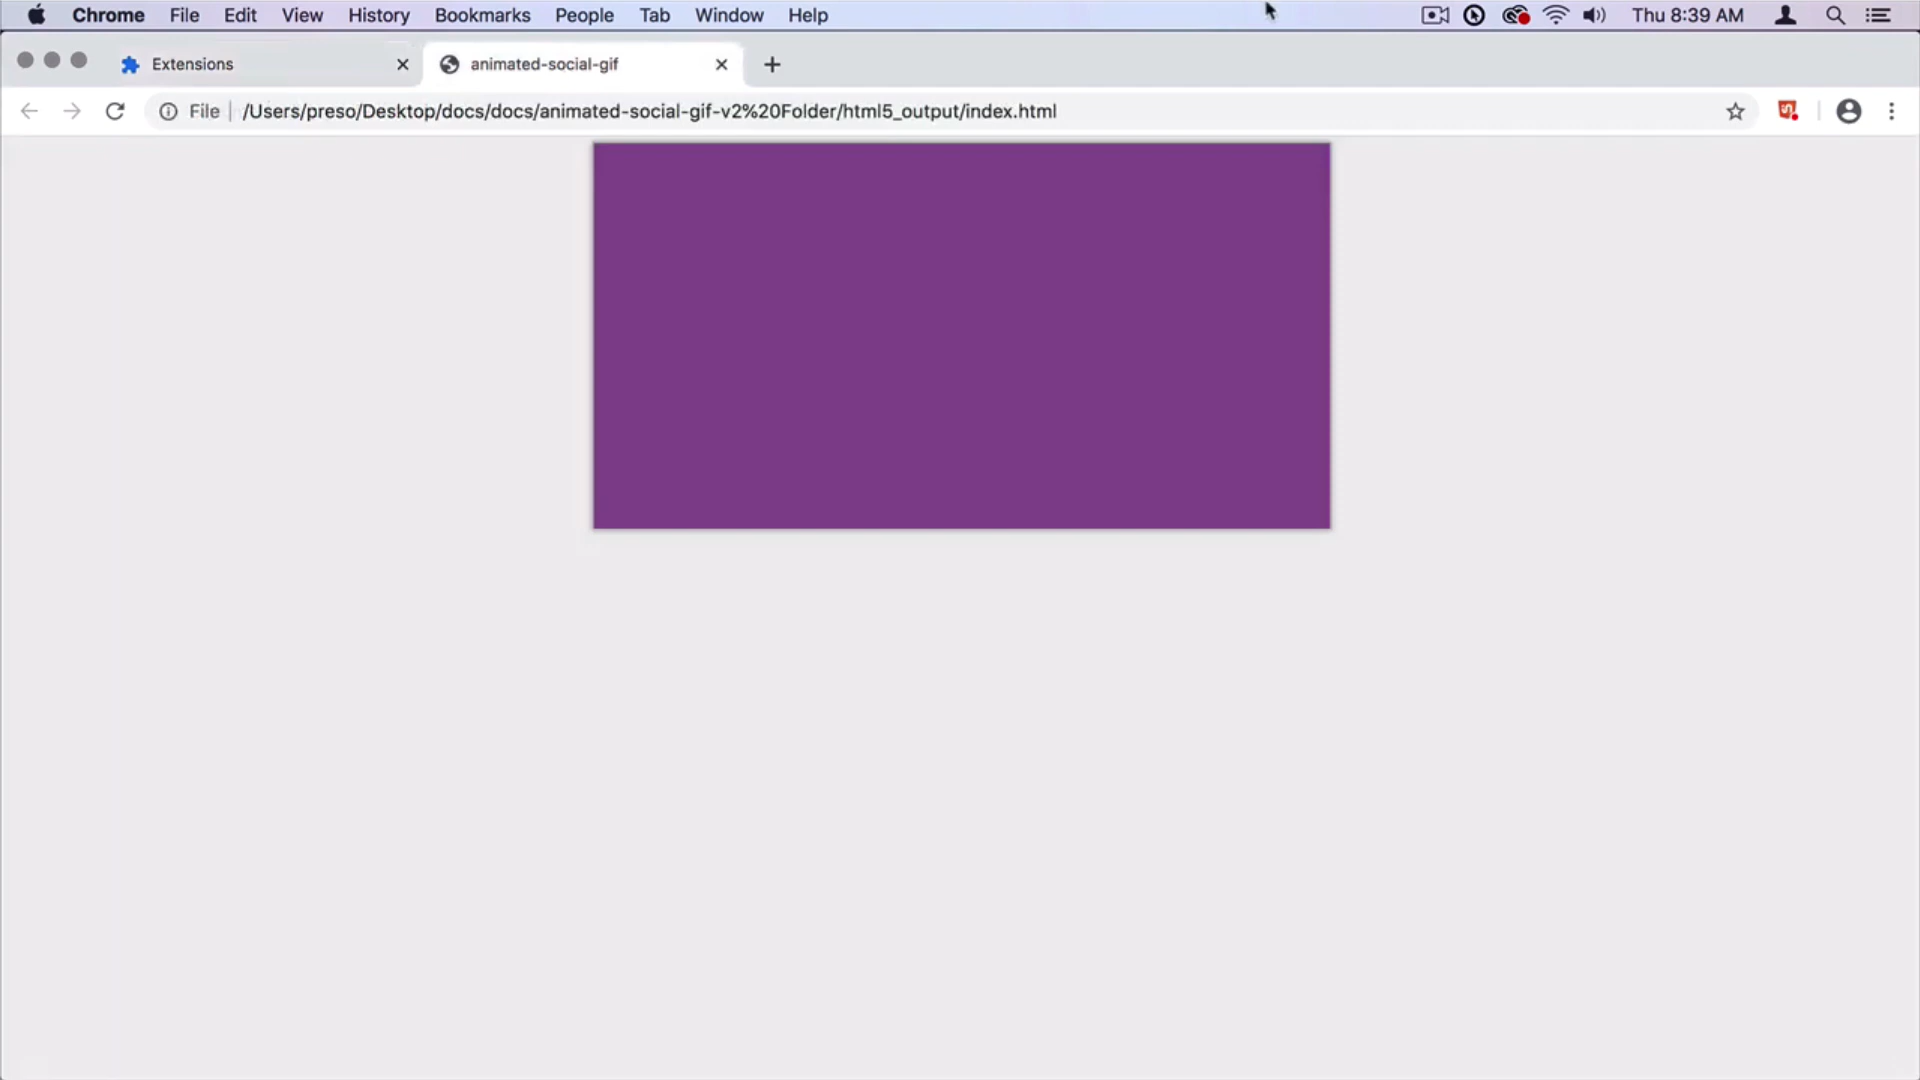 Chrome File Edit View History Bookmarks People Tab Window Help Thu 8:39 AM
Extensions animated-social-gif
File /Users/preso/Desktop/docs/docs/animated-social-gif-v2%20Folder/html5_output/index.html